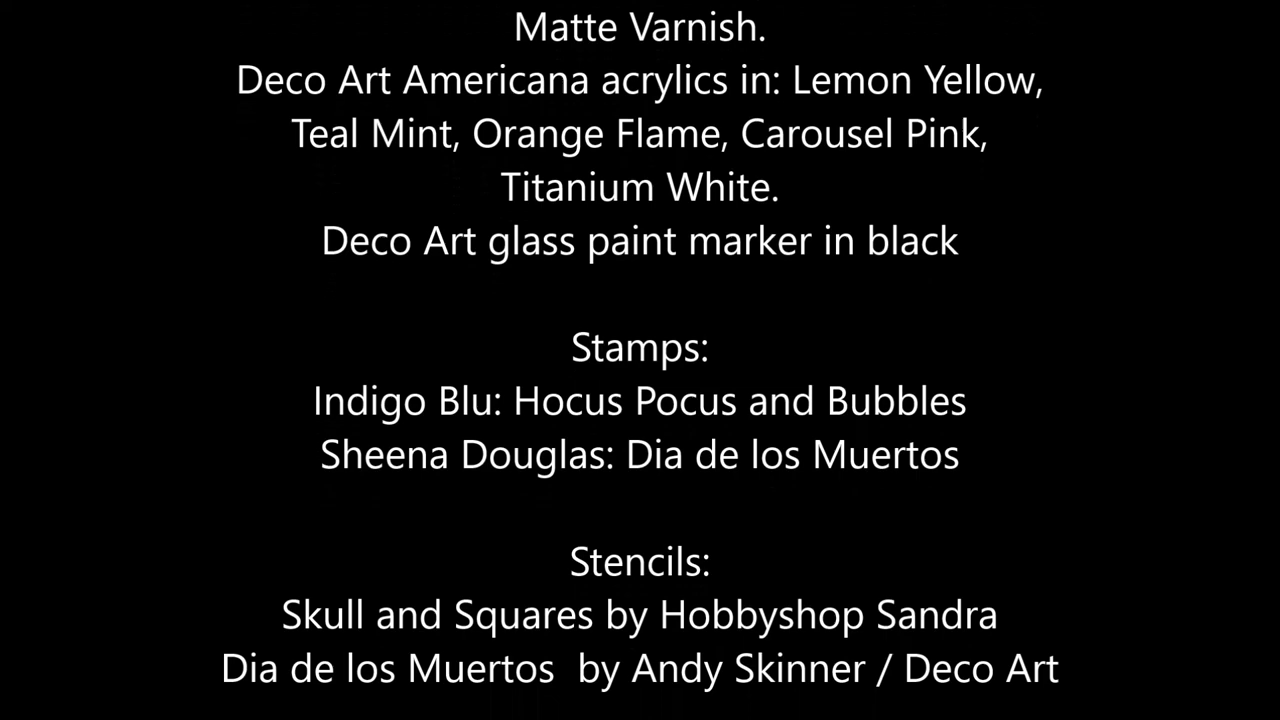 Matte Varnish.
Deco Art Americana acrylics in: Lemon Yellow,
Teal Mint, Orange Flame, Carousel Pink,
Titanium White.
Deco Art glass paint marker in black
Stamps:
Indigo Blu: Hocus Pocus and Bubbles
Sheena Douglas: Dia de los Muertos
Stencils:
Skull and Squares by Hobbyshop Sandra
Dia de los Muertos  by Andy Skinner / Deco Art